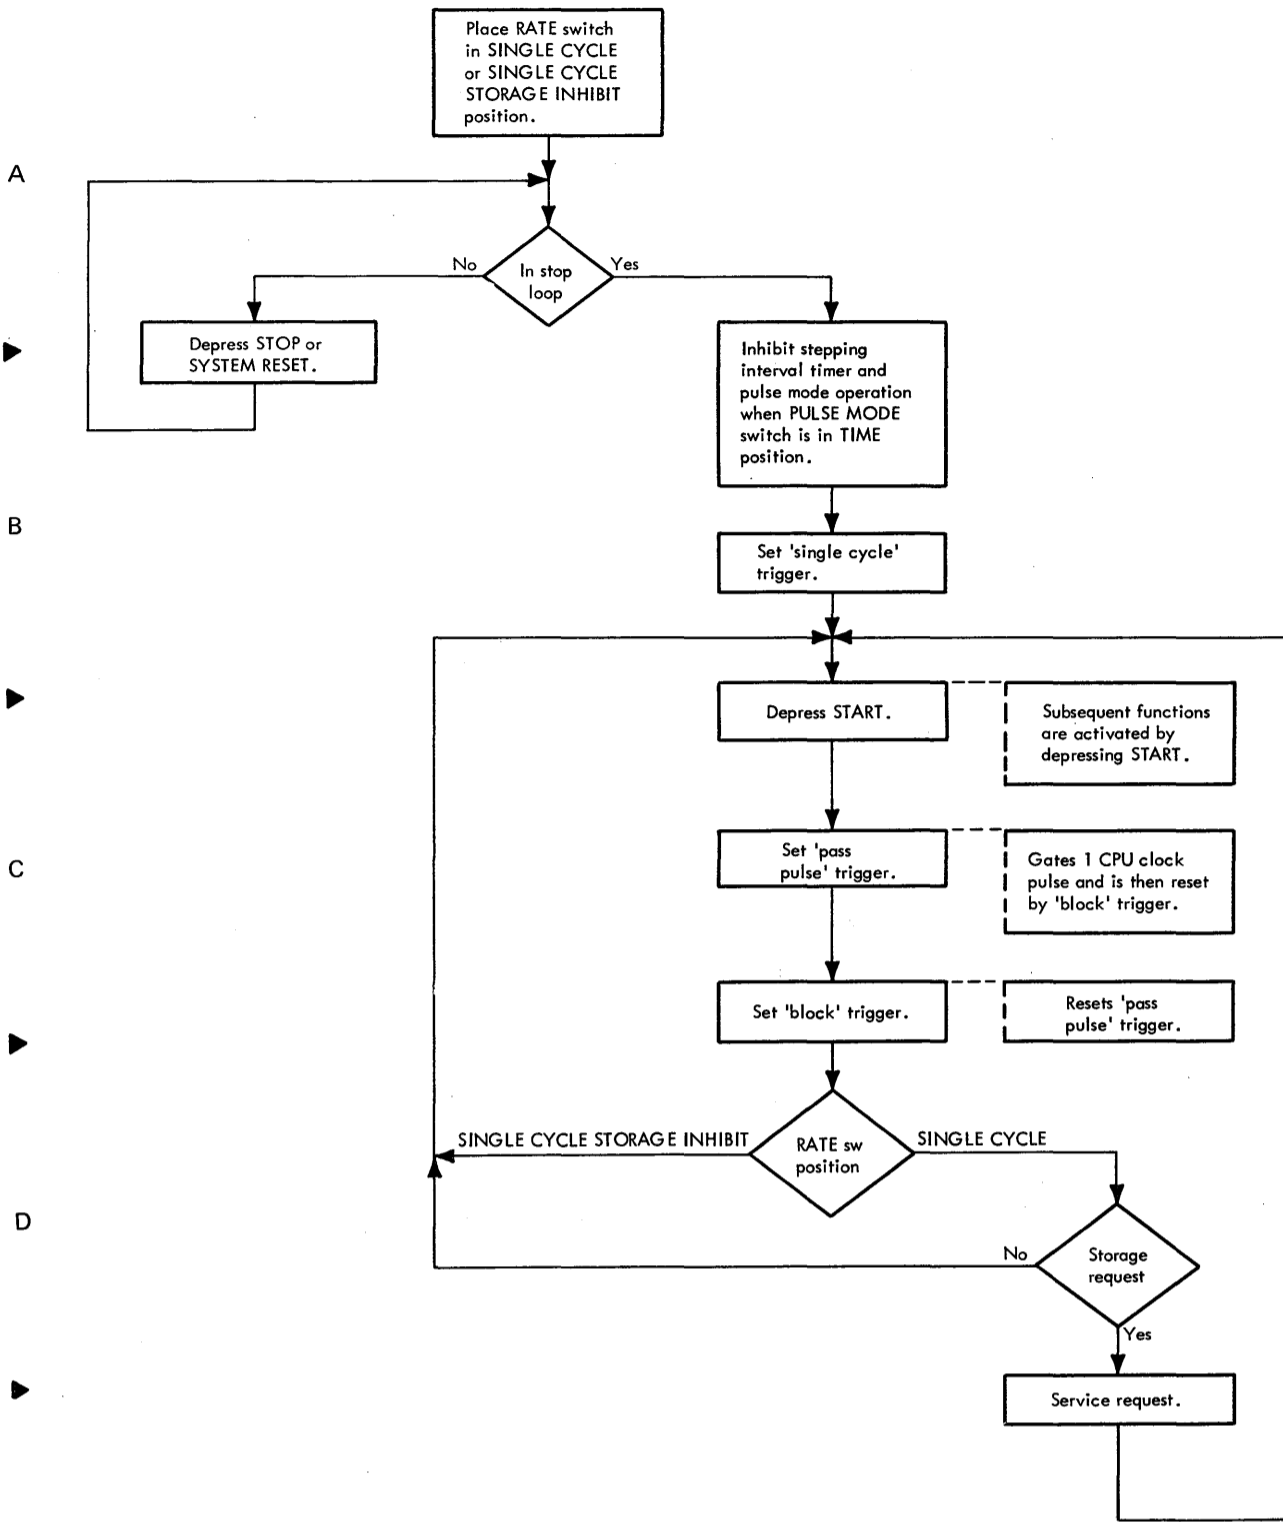 Place RATE switch
in SINGLE CYCLE
or SINGLE CYCLE
STORAGE INHIBIT
position.
A
No
In stop
loop
Yes
Depress STOP or
SYSTEM RESET.
Inhibit stepping
interval timer and
pulse mode operation
when PULSE MODE
switch is in TIME
position.
B
Set 'single cycle'
trigger.
Depress START.
Subsequent functions
are activated by
depressing START.
C
Set 'pass
pulse' trigger.
Gates 1 CPU clock
pulse and is then reset
by 'block' trigger.
Set 'block' trigger.
Resets 'pass
pulse' trigger.
SINGLE CYCLE STORAGE INHIBIT
RATE sw
position
SINGLE CYCLE
D
No
Storage
request
Yes
Service request.